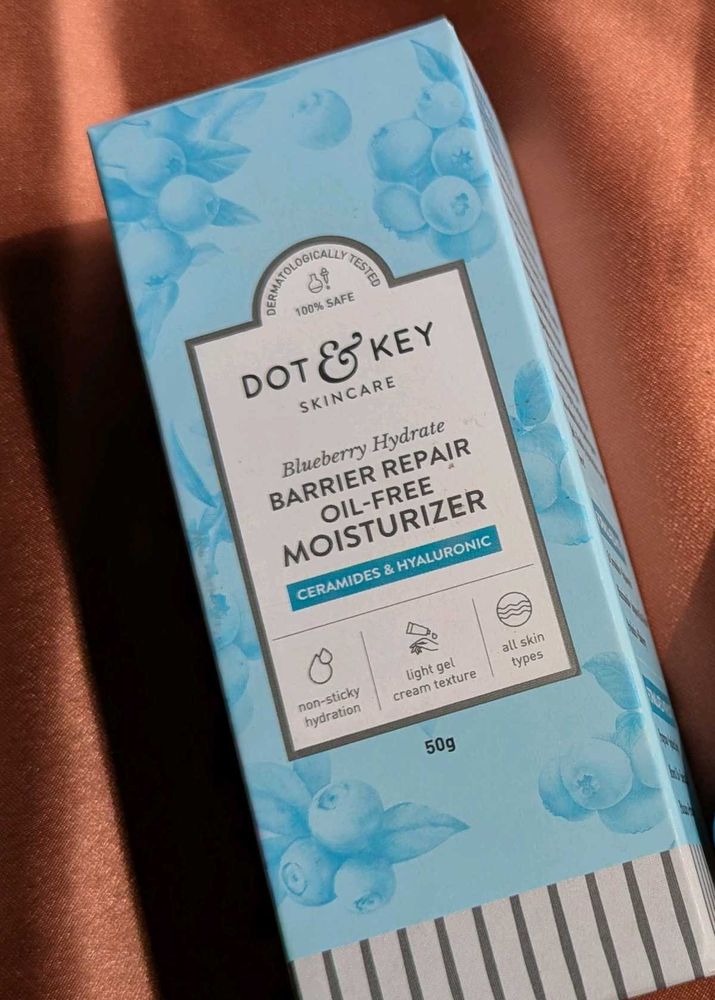 DERMATOLOGICALLY TESTED
100% SAFE
DOT & KEY
SKINCARE
Blueberry Hydrate
BARRIER REPAIR
OIL-FREE
MOISTURIZER
CERAMIDES & HYALURONIC
non-sticky
hydration
light gel
cream texture
all skin
types
50g